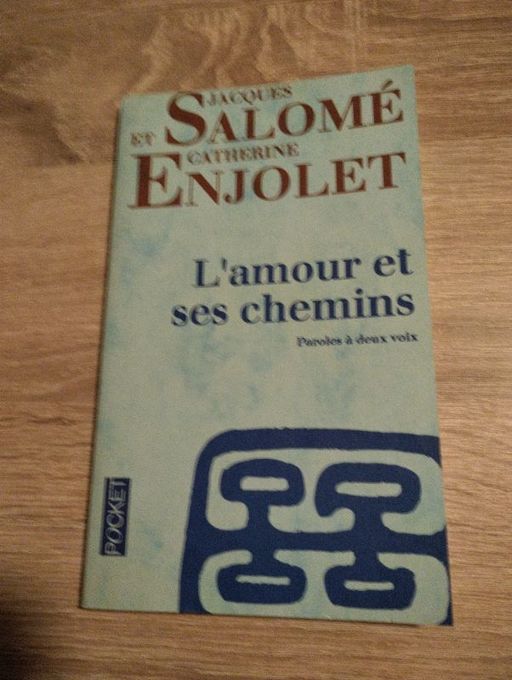 JACQUES
SALOMÉ
ET CATHERINE
ENJOLET
L'amour et
ses chemins
Paroles à deux voix
POCKET